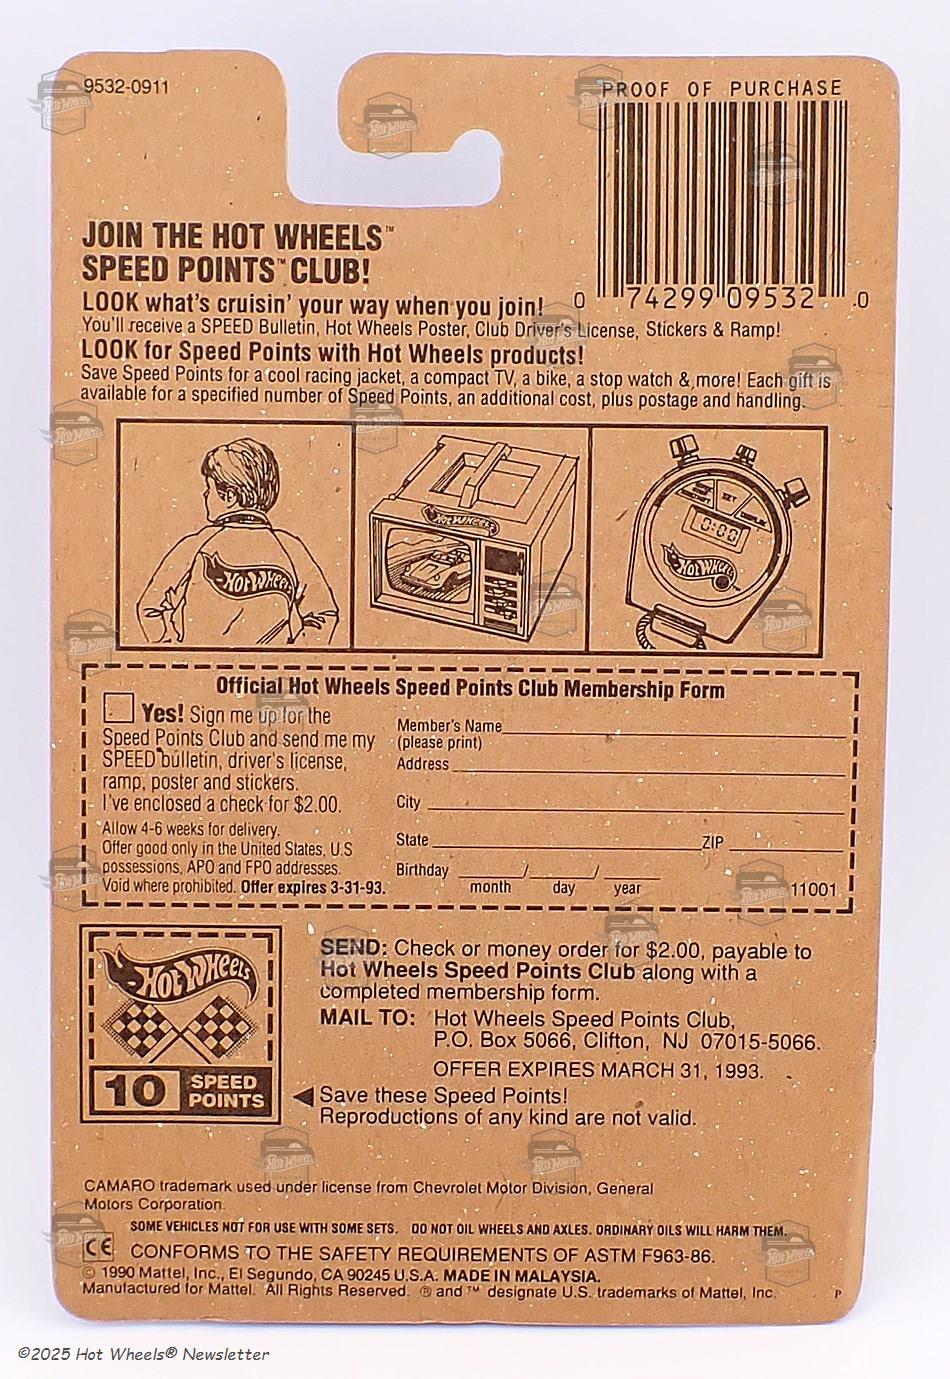 9532-0911
PROOF OF PURCHASE
0 74299 09532 .0
JOIN THE HOT WHEELS™
SPEED POINTS™ CLUB!
LOOK what's cruisin' your way when you join!
You'll receive a SPEED Bulletin, Hot Wheels Poster, Club Driver's License, Stickers & Ramp!
LOOK for Speed Points with Hot Wheels products!
Save Speed Points for a cool racing jacket, a compact TV, a bike, a stop watch & more! Each gift is
available for a specified number of Speed Points, an additional cost, plus postage and handling.
Hot Wheels
Hot Wheels
SET
0:00
Hot Wheels
Official Hot Wheels Speed Points Club Membership Form
Yes! Sign me up for the
Speed Points Club and send me my
SPEED bulletin, driver's license,
ramp, poster and stickers.
I've enclosed a check for $2.00.
Allow 4-6 weeks for delivery.
Offer good only in the United States, U.S
possessions, APO and FPO addresses.
Void where prohibited. Offer expires 3-31-93.
Member's Name
(please print)
Address
City
State ZIP
Birthday / /
month day year
11001
Hot Wheels
10 SPEED
POINTS
SEND: Check or money order for $2.00, payable to
Hot Wheels Speed Points Club along with a
completed membership form.
MAIL TO: Hot Wheels Speed Points Club,
P.O. Box 5066, Clifton, NJ 07015-5066.
OFFER EXPIRES MARCH 31, 1993.
◀ Save these Speed Points!
Reproductions of any kind are not valid.
CAMARO trademark used under license from Chevrolet Motor Division, General
Motors Corporation.
SOME VEHICLES NOT FOR USE WITH SOME SETS. DO NOT OIL WHEELS AND AXLES. ORDINARY OILS WILL HARM THEM.
CE CONFORMS TO THE SAFETY REQUIREMENTS OF ASTM F963-86.
© 1990 Mattel, Inc., El Segundo, CA 90245 U.S.A. MADE IN MALAYSIA.
Manufactured for Mattel. All Rights Reserved. ® and ™ designate U.S. trademarks of Mattel, Inc.
P
©2025 Hot Wheels® Newsletter